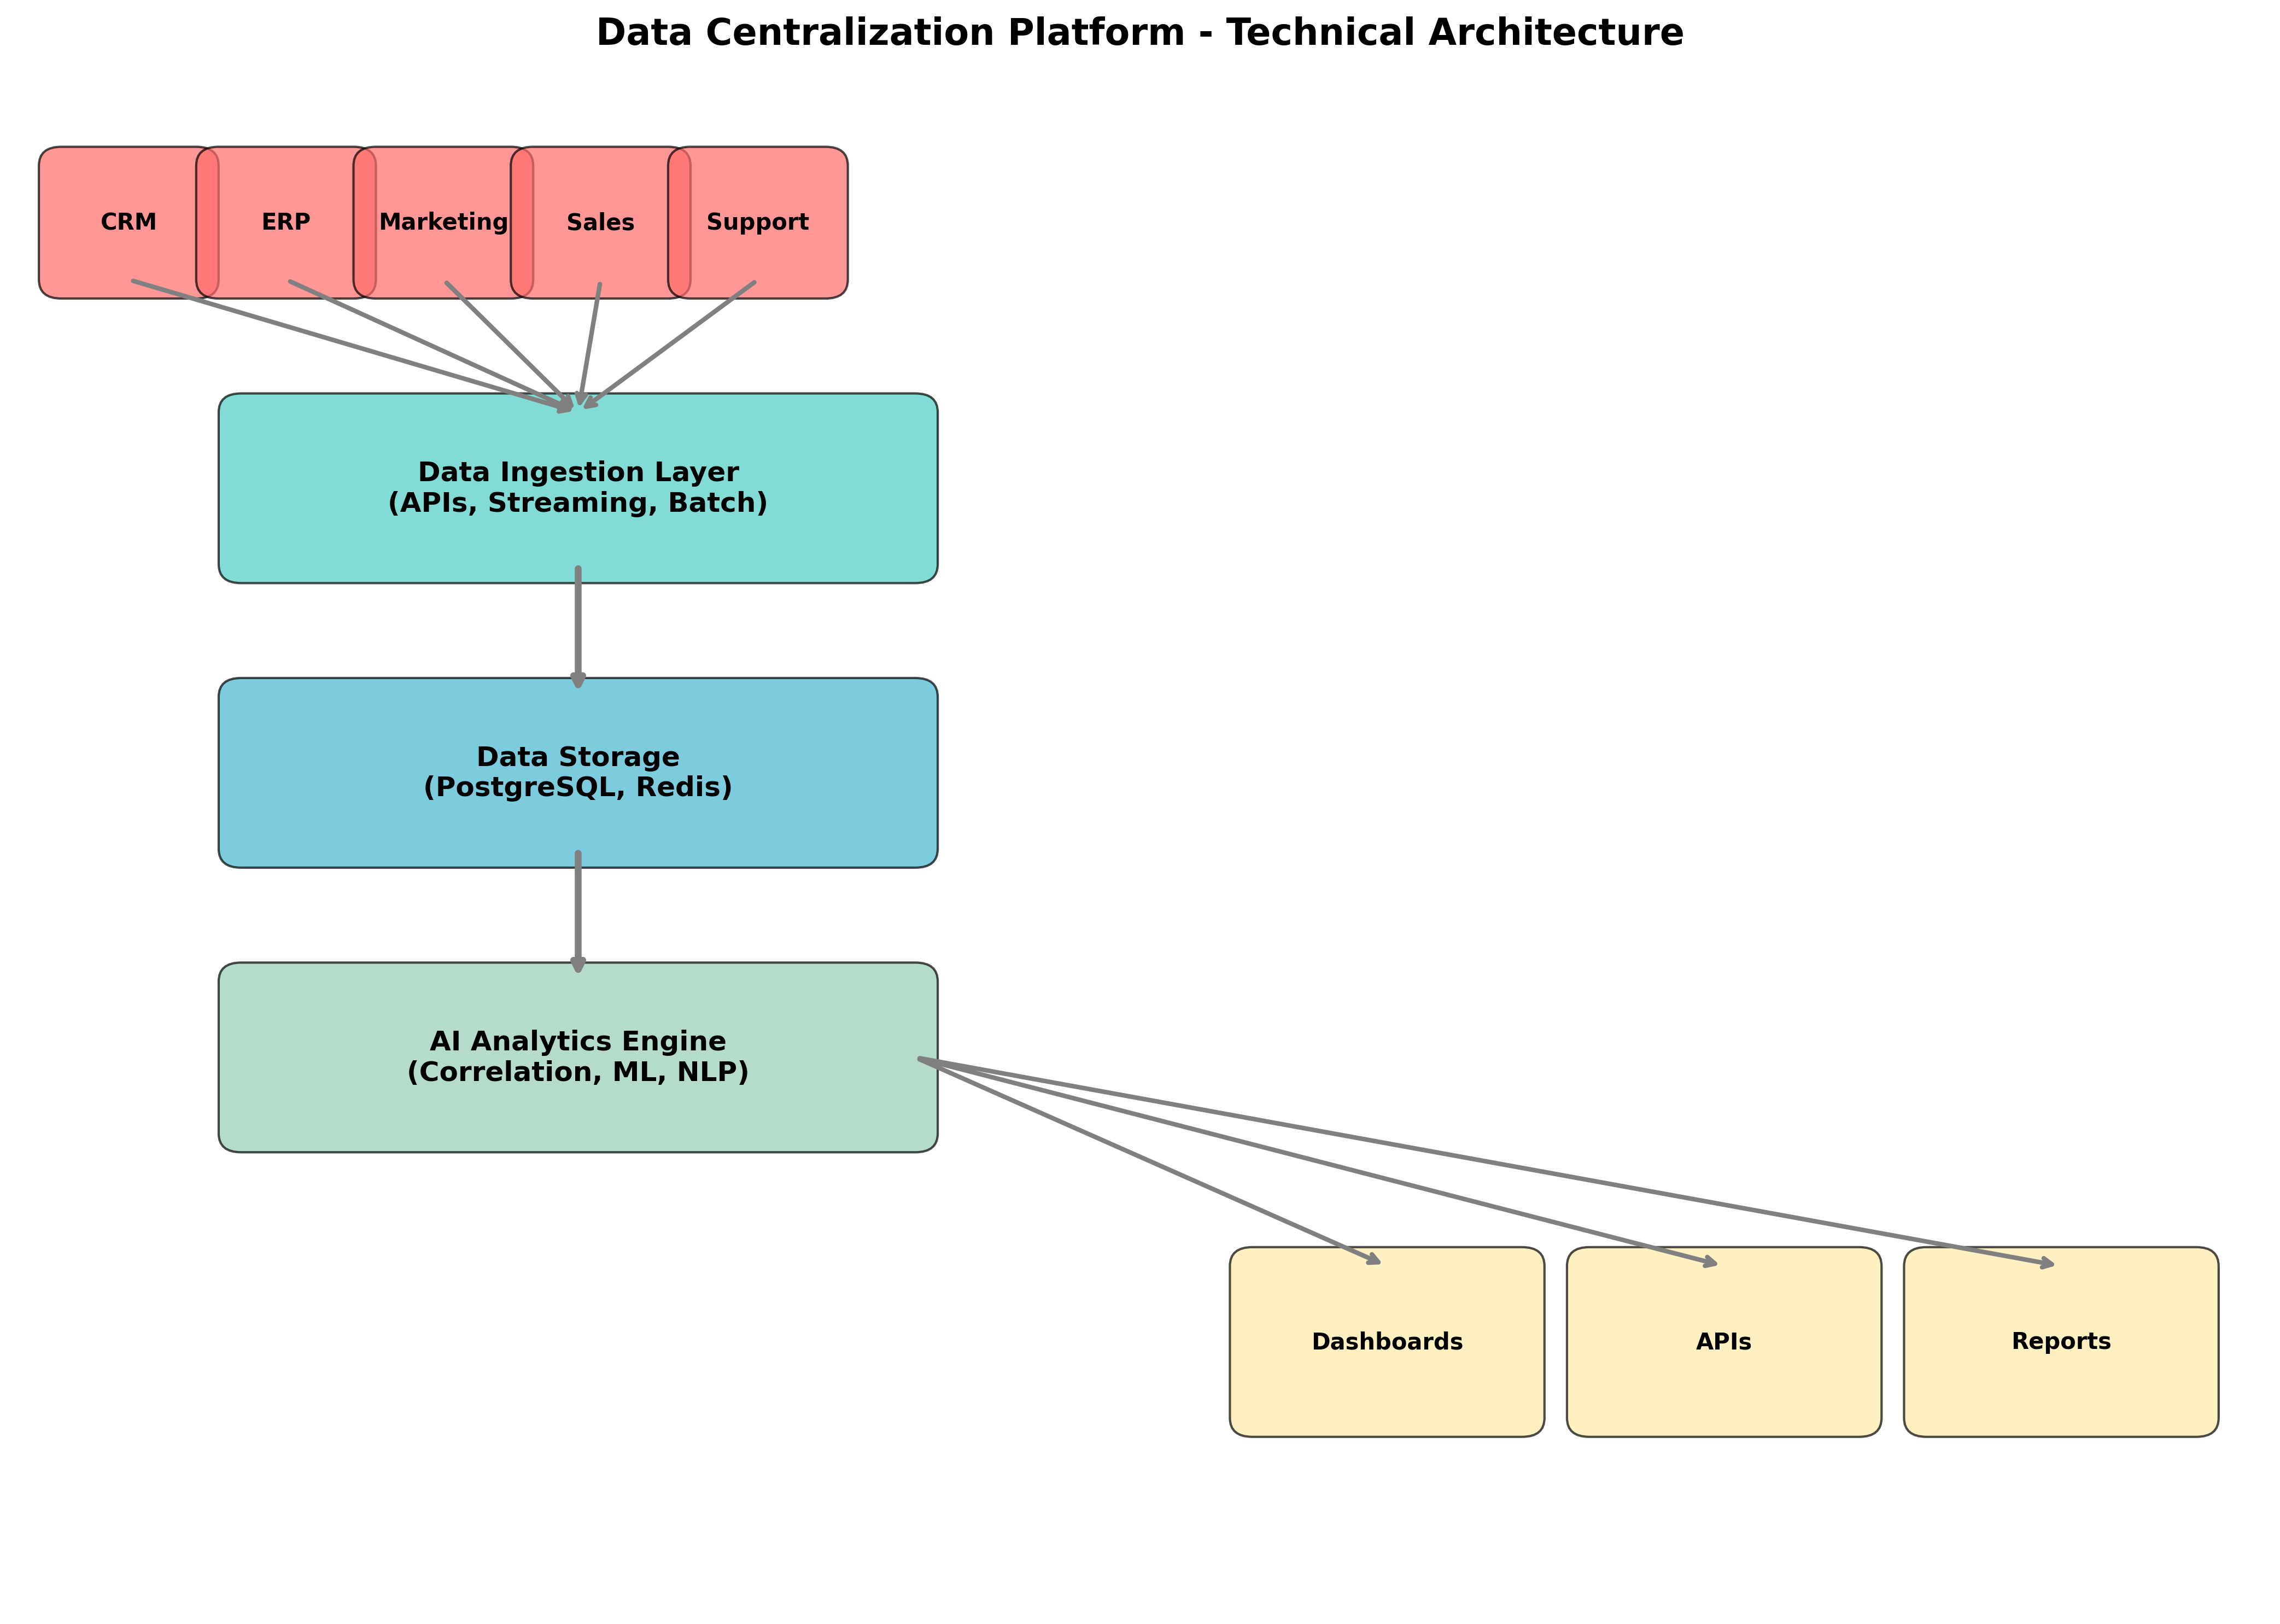 Data Centralization Platform - Technical Architecture
CRM
ERP
Marketing
Sales
Support
Data Ingestion Layer
(APIs, Streaming, Batch)
Data Storage
(PostgreSQL, Redis)
AI Analytics Engine
(Correlation, ML, NLP)
Dashboards
APIs
Reports